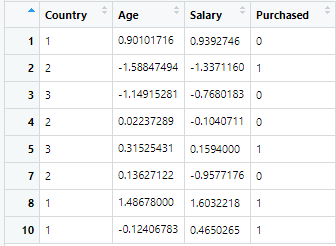 Country Age Salary Purchased
1 1 0.90101716 0.9392746 0
2 2 -1.58847494 -1.3371160 1
3 3 -1.14915281 -0.7680183 0
4 2 0.02237289 -0.1040711 0
5 3 0.31525431 0.1594000 1
7 2 0.13627122 -0.9577176 0
8 1 1.48678000 1.6032218 1
10 1 -0.12406783 0.4650265 1